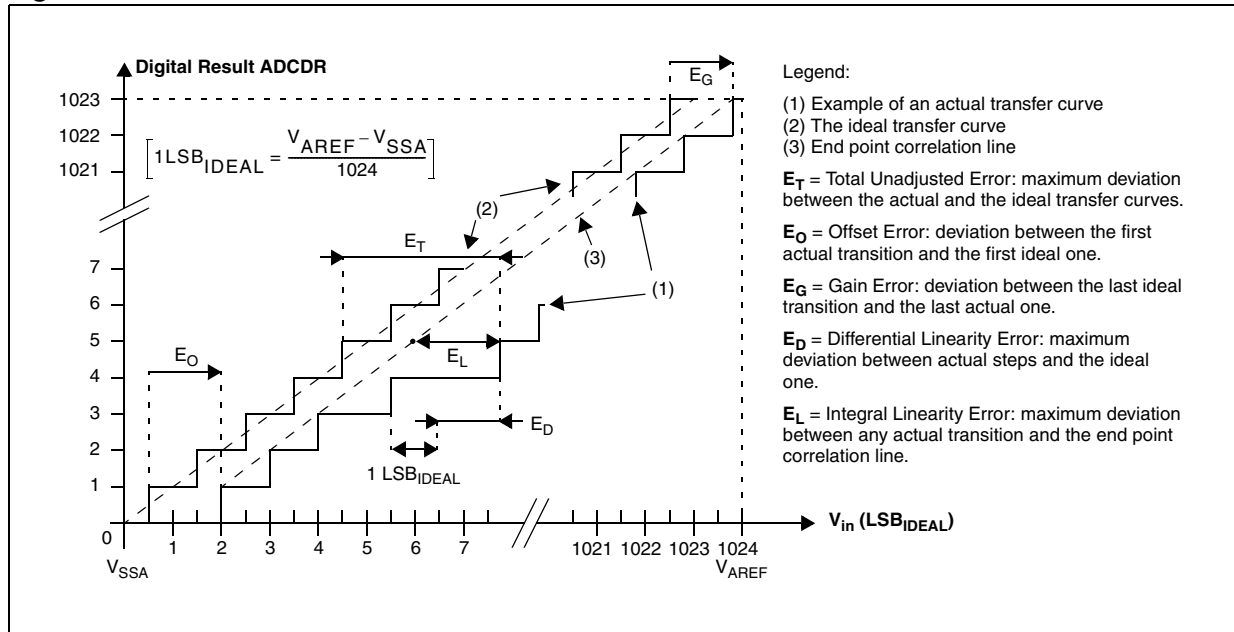 Digital Result ADCDR
1023
1022
1021
[1LSB_IDEAL = (V_AREF – V_SSA) / 1024]
E_G
(2)
E_T
(3)
7
6
(1)
5
E_O
E_L
4
3
E_D
2
1 LSB_IDEAL
1
0
1 2 3 4 5 6 7 1021 1022 1023 1024
V_in (LSB_IDEAL)
V_SSA
V_AREF
Legend:
(1) Example of an actual transfer curve
(2) The ideal transfer curve
(3) End point correlation line
E_T = Total Unadjusted Error: maximum deviation
between the actual and the ideal transfer curves.
E_O = Offset Error: deviation between the first
actual transition and the first ideal one.
E_G = Gain Error: deviation between the last ideal
transition and the last actual one.
E_D = Differential Linearity Error: maximum
deviation between actual steps and the ideal
one.
E_L = Integral Linearity Error: maximum deviation
between any actual transition and the end point
correlation line.